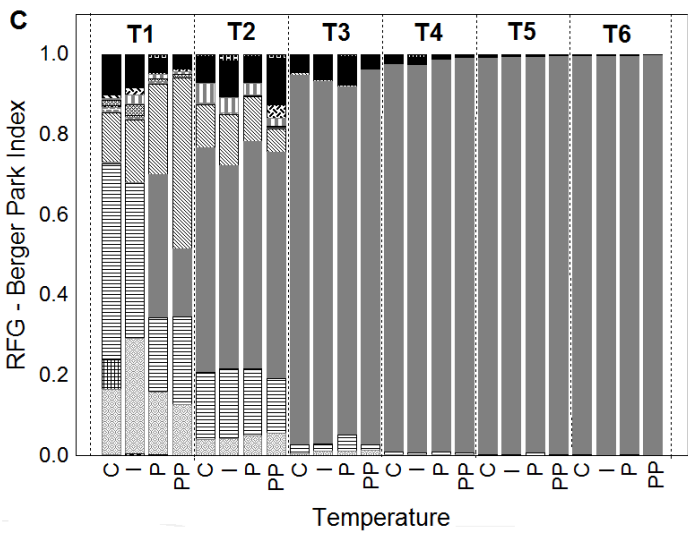 C
T1 T2 T3 T4 T5 T6
1.0
0.8
0.6
0.4
0.2
0.0
RFG - Berger Park Index
C I P PP C I P PP C I P PP C I P PP C I P PP C I P PP
Temperature